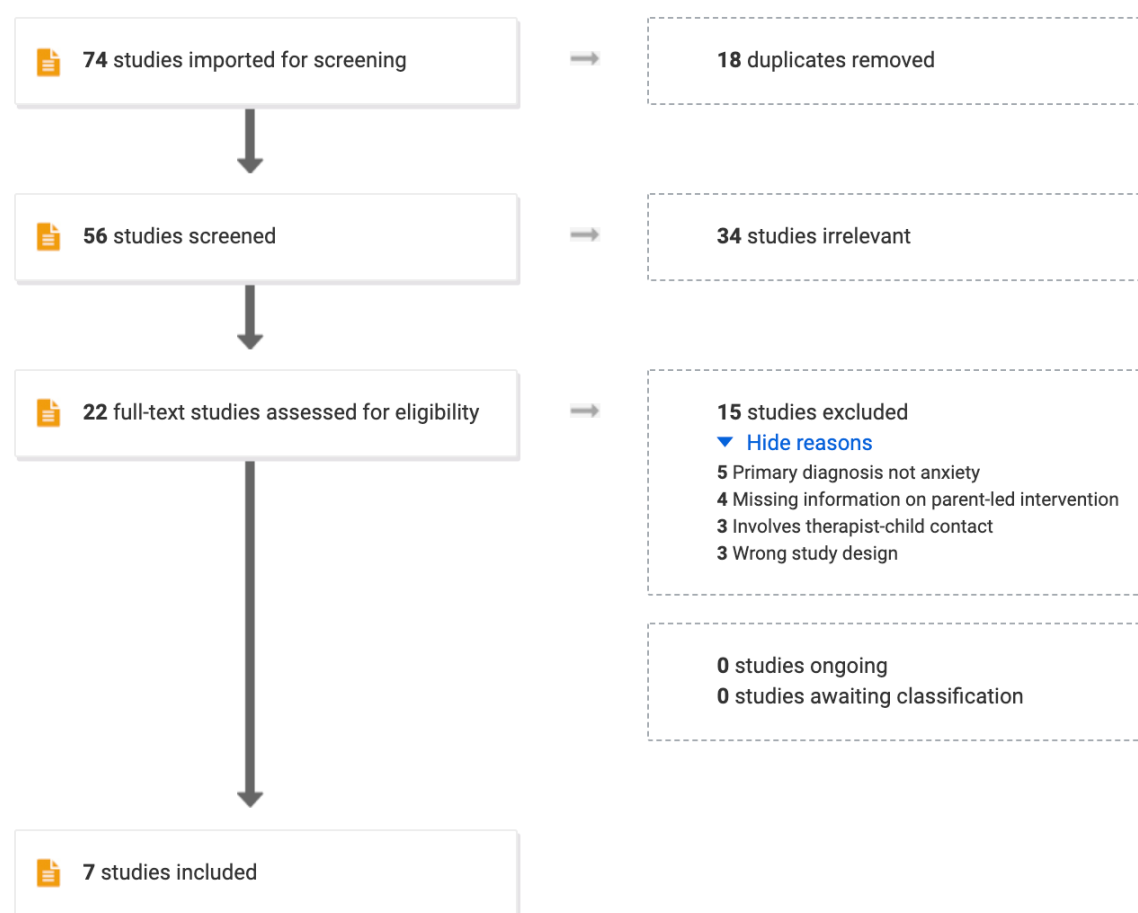 74 studies imported for screening
18 duplicates removed
56 studies screened
34 studies irrelevant
22 full-text studies assessed for eligibility
15 studies excluded
Hide reasons
5 Primary diagnosis not anxiety
4 Missing information on parent-led intervention
3 Involves therapist-child contact
3 Wrong study design
0 studies ongoing
0 studies awaiting classification
7 studies included